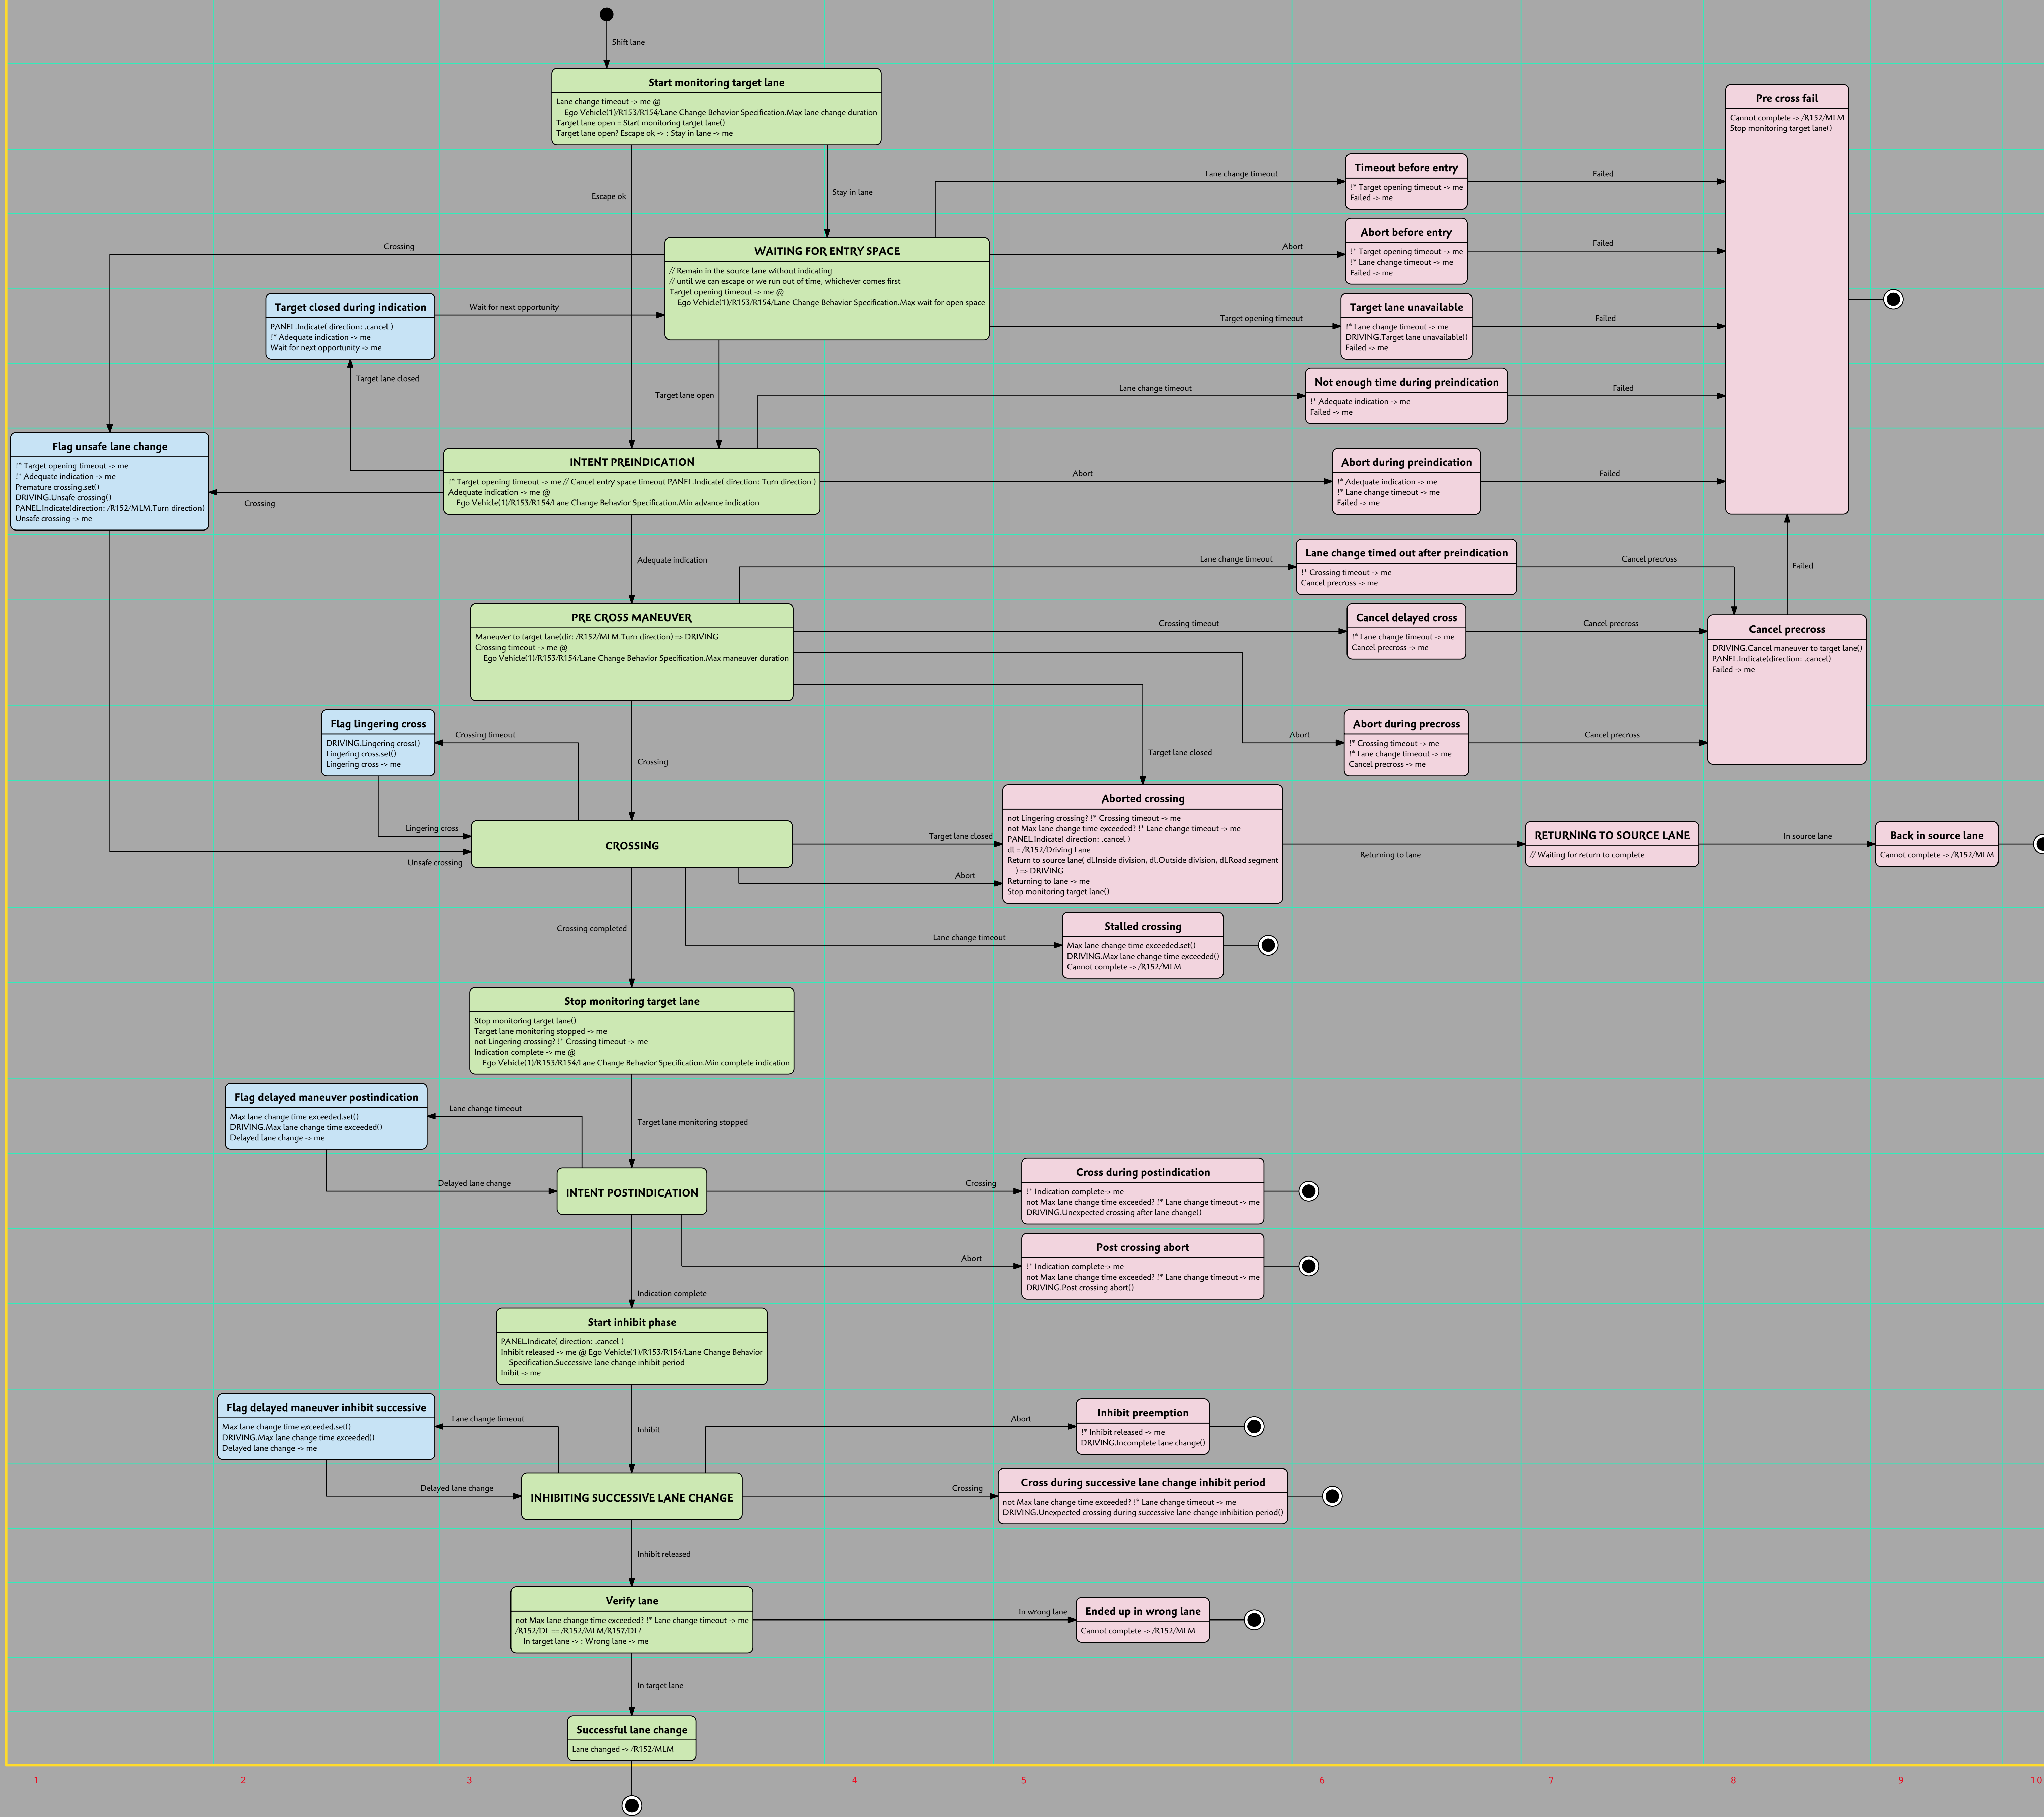 Shift lane
Start monitoring target lane
Lane change timeout -> me @
Ego Vehicle(1)/R153/R154/Lane Change Behavior Specification.Max lane change duration
Target lane open = Start monitoring target lane()
Target lane open? Escape ok -> : Stay in lane -> me
Pre cross fail
Cannot complete -> /R152/MLM
Stop monitoring target lane()
Escape ok
Stay in lane
Lane change timeout
Timeout before entry
!* Target opening timeout -> me
Failed -> me
Failed
Crossing
WAITING FOR ENTRY SPACE
// Remain in the source lane without indicating
// until we can escape or we run out of time, whichever comes first
Target opening timeout -> me @
Ego Vehicle(1)/R153/R154/Lane Change Behavior Specification.Max wait for open space
Abort
Abort before entry
!* Target opening timeout -> me
!* Lane change timeout -> me
Failed -> me
Failed
Target closed during indication
PANEL.Indicate( direction: .cancel )
!* Adequate indication -> me
Wait for next opportunity -> me
Wait for next opportunity
Target opening timeout
Target lane unavailable
!* Lane change timeout -> me
DRIVING.Target lane unavailable()
Failed -> me
Failed
Target lane closed
Target lane open
Lane change timeout
Not enough time during preindication
!* Adequate indication -> me
Failed -> me
Failed
Flag unsafe lane change
!* Target opening timeout -> me
!* Adequate indication -> me
Premature crossing.set()
DRIVING.Unsafe crossing()
PANEL.Indicate(direction: /R152/MLM.Turn direction)
Unsafe crossing -> me
Crossing
INTENT PREINDICATION
!* Target opening timeout -> me // Cancel entry space timeout PANEL.Indicate( direction: Turn direction )
Adequate indication -> me @
Ego Vehicle(1)/R153/R154/Lane Change Behavior Specification.Min advance indication
Abort
Abort during preindication
!* Adequate indication -> me
!* Lane change timeout -> me
Failed -> me
Failed
Adequate indication
Lane change timeout
Lane change timed out after preindication
!* Crossing timeout -> me
Cancel precross -> me
Cancel precross
Failed
PRE CROSS MANEUVER
Maneuver to target lane(dir: /R152/MLM.Turn direction) => DRIVING
Crossing timeout -> me @
Ego Vehicle(1)/R153/R154/Lane Change Behavior Specification.Max maneuver duration
Crossing timeout
Cancel delayed cross
!* Lane change timeout -> me
Cancel precross -> me
Cancel precross
Cancel precross
DRIVING.Cancel maneuver to target lane()
PANEL.Indicate(direction: .cancel)
Failed -> me
Flag lingering cross
DRIVING.Lingering cross()
Lingering cross.set()
Lingering cross -> me
Crossing timeout
Crossing
Target lane closed
Abort
Abort during precross
!* Crossing timeout -> me
!* Lane change timeout -> me
Cancel precross -> me
Cancel precross
Lingering cross
Unsafe crossing
CROSSING
Target lane closed
Abort
Aborted crossing
not Lingering crossing? !* Crossing timeout -> me
not Max lane change time exceeded? !* Lane change timeout -> me
PANEL.Indicate( direction: .cancel )
dl = /R152/Driving Lane
Return to source lane( dl.Inside division, dl.Outside division, dl.Road segment
) => DRIVING
Returning to lane -> me
Stop monitoring target lane()
Returning to lane
RETURNING TO SOURCE LANE
// Waiting for return to complete
In source lane
Back in source lane
Cannot complete -> /R152/MLM
Crossing completed
Lane change timeout
Stalled crossing
Max lane change time exceeded.set()
DRIVING.Max lane change time exceeded()
Cannot complete -> /R152/MLM
Stop monitoring target lane
Stop monitoring target lane()
Target lane monitoring stopped -> me
not Lingering crossing? !* Crossing timeout -> me
Indication complete -> me @
Ego Vehicle(1)/R153/R154/Lane Change Behavior Specification.Min complete indication
Flag delayed maneuver postindication
Max lane change time exceeded.set()
DRIVING.Max lane change time exceeded()
Delayed lane change -> me
Lane change timeout
Target lane monitoring stopped
Delayed lane change
INTENT POSTINDICATION
Crossing
Cross during postindication
!* Indication complete-> me
not Max lane change time exceeded? !* Lane change timeout -> me
DRIVING.Unexpected crossing after lane change()
Abort
Post crossing abort
!* Indication complete-> me
not Max lane change time exceeded? !* Lane change timeout -> me
DRIVING.Post crossing abort()
Indication complete
Start inhibit phase
PANEL.Indicate( direction: .cancel )
Inhibit released -> me @ Ego Vehicle(1)/R153/R154/Lane Change Behavior
Specification.Successive lane change inhibit period
Inibit -> me
Flag delayed maneuver inhibit successive
Max lane change time exceeded.set()
DRIVING.Max lane change time exceeded()
Delayed lane change -> me
Lane change timeout
Inhibit
Abort
Inhibit preemption
!* Inhibit released -> me
DRIVING.Incomplete lane change()
Delayed lane change
INHIBITING SUCCESSIVE LANE CHANGE
Crossing
Cross during successive lane change inhibit period
not Max lane change time exceeded? !* Lane change timeout -> me
DRIVING.Unexpected crossing during successive lane change inhibition period()
Inhibit released
Verify lane
not Max lane change time exceeded? !* Lane change timeout -> me
/R152/DL == /R152/MLM/R157/DL?
In target lane -> : Wrong lane -> me
In wrong lane
Ended up in wrong lane
Cannot complete -> /R152/MLM
In target lane
Successful lane change
Lane changed -> /R152/MLM
1 2 3 4 5 6 7 8 9 10